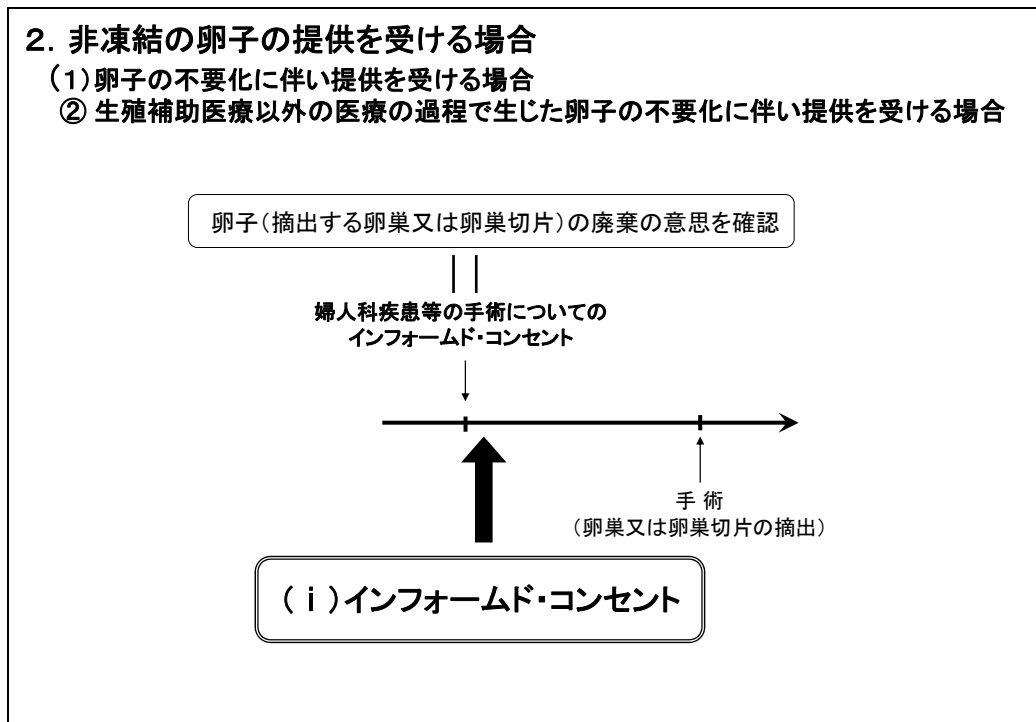 ２．非凍結の卵子の提供を受ける場合
（１）卵子の不要化に伴い提供を受ける場合
② 生殖補助医療以外の医療の過程で生じた卵子の不要化に伴い提供を受ける場合
卵子（摘出する卵巣又は卵巣切片）の廃棄の意思を確認
婦人科疾患等の手術についての
インフォームド・コンセント
手 術
（卵巣又は卵巣切片の摘出）
（ⅰ）インフォームド・コンセント